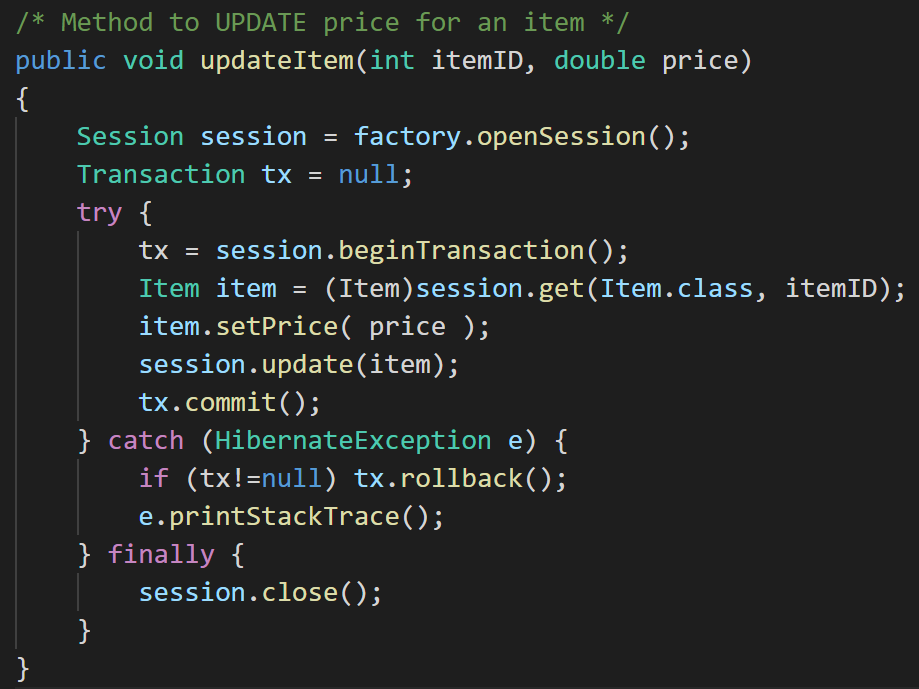 /* Method to UPDATE price for an item */
public void updateItem(int itemID, double price)
{
    Session session = factory.openSession();
    Transaction tx = null;
    try {
        tx = session.beginTransaction();
        Item item = (Item)session.get(Item.class, itemID);
        item.setPrice( price );
        session.update(item);
        tx.commit();
    } catch (HibernateException e) {
        if (tx!=null) tx.rollback();
        e.printStackTrace();
    } finally {
        session.close();
    }
}